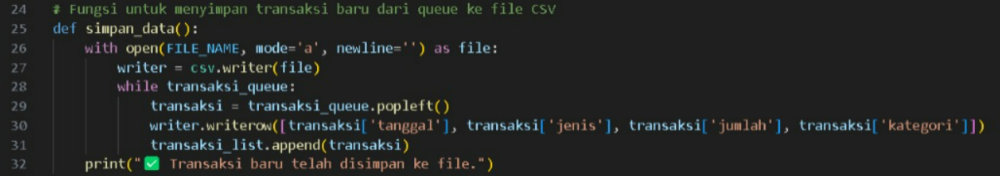 24 # Fungsi untuk menyimpan transaksi baru dari queue ke file CSV
25 def simpan_data():
26     with open(FILE_NAME, mode='a', newline='') as file:
27         writer = csv.writer(file)
28         while transaksi_queue:
29             transaksi = transaksi_queue.popleft()
30             writer.writerow([transaksi['tanggal'], transaksi['jenis'], transaksi['jumlah'], transaksi['kategori']])
31             transaksi_list.append(transaksi)
32     print("✅ Transaksi baru telah disimpan ke file.")